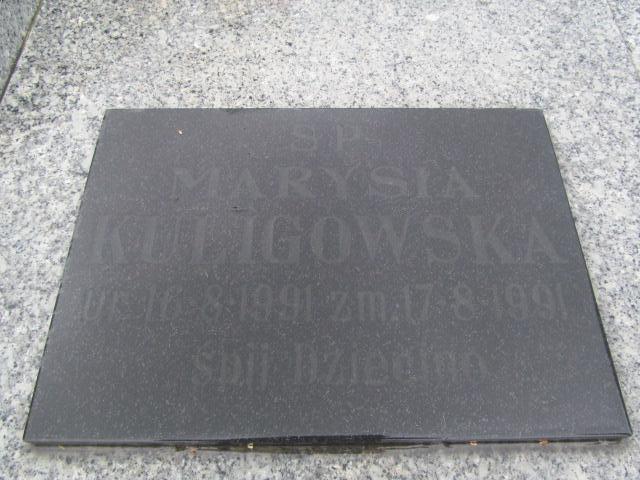 ŚP
MARYSIA
KULIGOWSKA
ur. 16·8·1991 zm. 17·8·1991
Śpij Dziecino